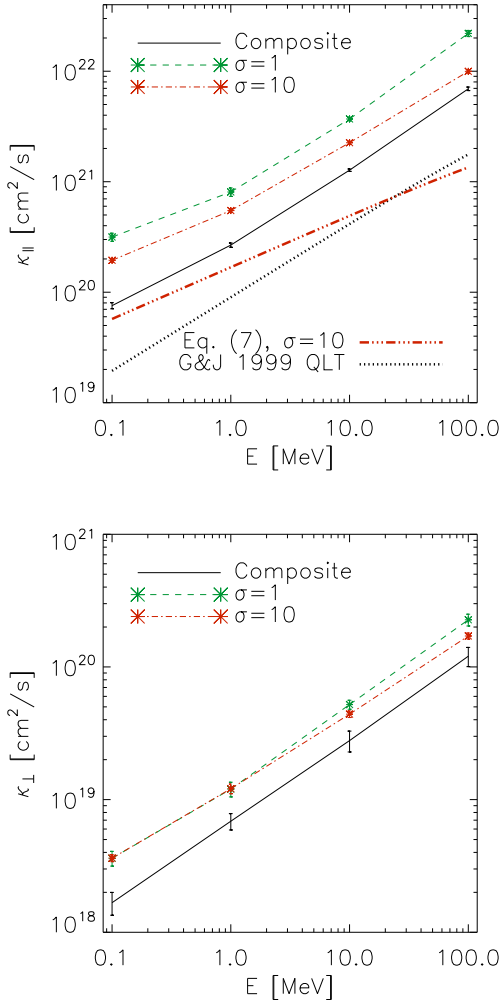 Composite
σ=1
σ=10
10²²
10²¹
10²⁰
10¹⁹
κ∥ [cm²/s]
Eq. (7), σ=10
G&J 1999 QLT
0.1 1.0 10.0 100.0
E [MeV]
10²¹
Composite
σ=1
σ=10
10²⁰
10¹⁹
10¹⁸
κ⊥ [cm²/s]
0.1 1.0 10.0 100.0
E [MeV]